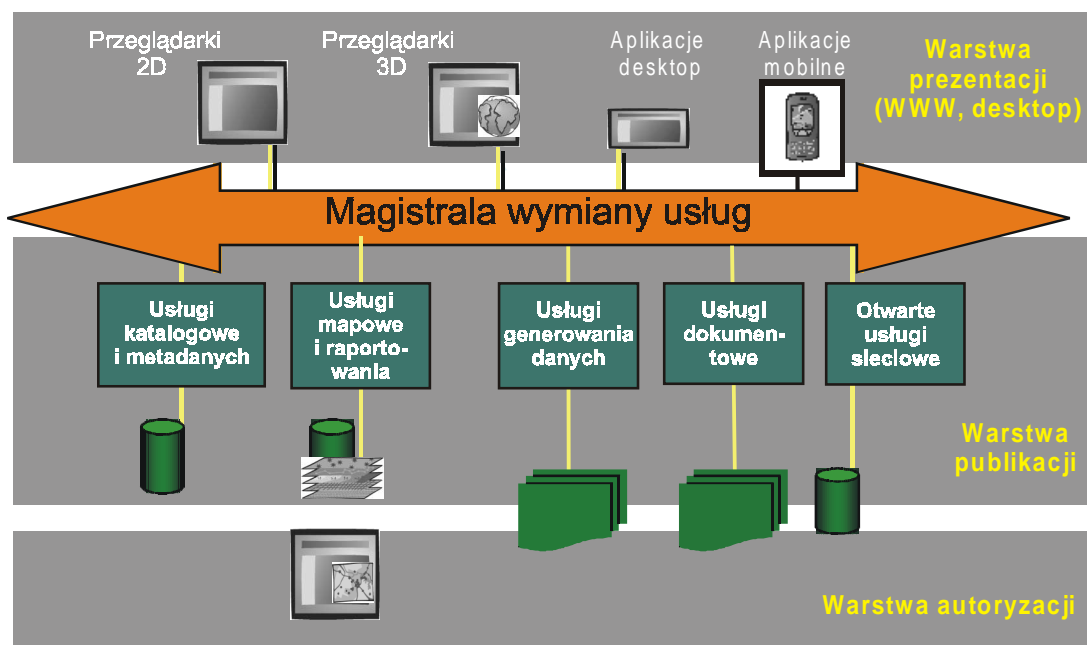 Przeglądarki
2D
Przeglądarki
3D
Aplikacje
desktop
Aplikacje
mobilne
Warstwa
prezentacji
(WWW, desktop)
Magistrala wymiany usług
Usługi
katalogowe
i metadanych
Usługi
mapowe
i raporto-
wania
Usługi
generowania
danych
Usługi
dokumen-
towe
Otwarte
usługi
sieciowe
Warstwa
publikacji
Warstwa autoryzacji